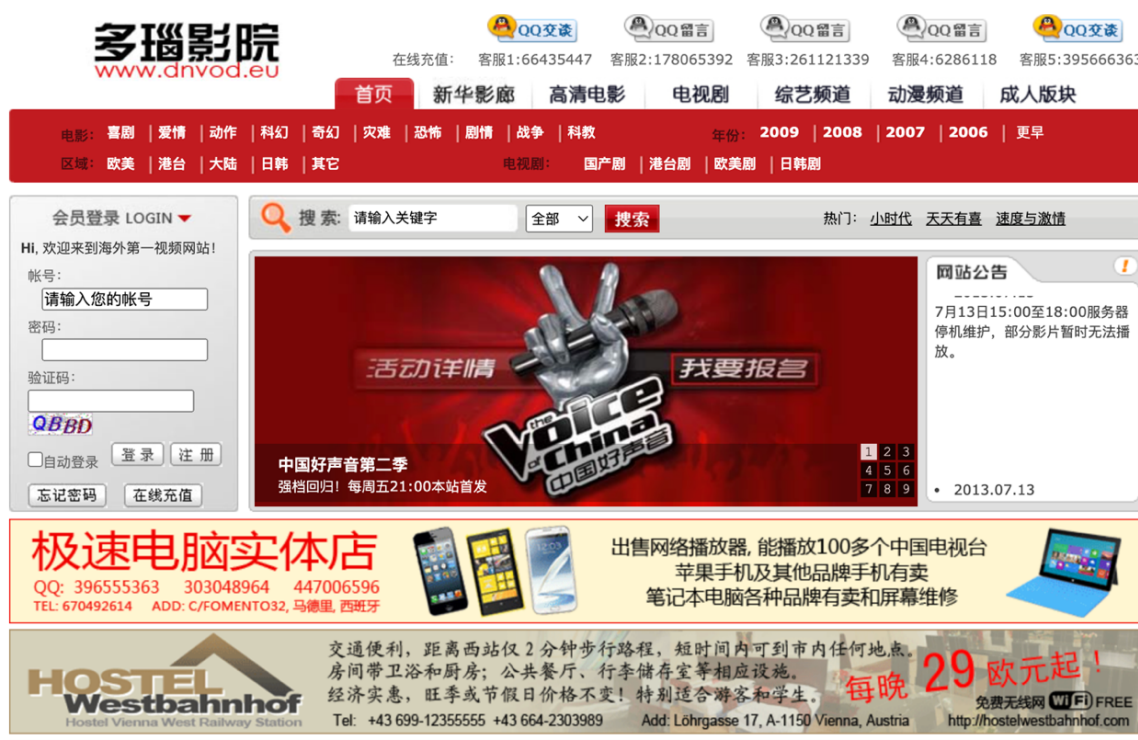 多瑙影院
www.dnvod.eu
QQ交谈 QQ留言 QQ留言 QQ留言 QQ交谈
在线充值: 客服1:66435447 客服2:178065392 客服3:261121339 客服4:6286118 客服5:395666363
首页 新华影廊 高清电影 电视剧 综艺频道 动漫频道 成人版块
电影: 喜剧 | 爱情 | 动作 | 科幻 | 奇幻 | 灾难 | 恐怖 | 剧情 | 战争 | 科教 年份: 2009 | 2008 | 2007 | 2006 | 更早
区域: 欧美 | 港台 | 大陆 | 日韩 | 其它 电视剧: 国产剧 | 港台剧 | 欧美剧 | 日韩剧
会员登录 LOGIN
Hi, 欢迎来到海外第一视频网站!
帐号:
请输入您的帐号
密码:
验证码:
QBBD
自动登录 登 录 注 册
忘记密码 在线充值
搜 索: 请输入关键字 全部 搜索 热门: 小时代 天天有喜 速度与激情
活动详情 我要报名
the Voice of China
中国好声音
中国好声音第二季
强档回归! 每周五21:00本站首发
1 2 3
4 5 6
7 8 9
网站公告
7月13日15:00至18:00服务器
停机维护，部分影片暂时无法播
放。
• 2013.07.13
极速电脑实体店
QQ: 396555363 303048964 447006596
TEL: 670492614 ADD: C/FOMENTO32, 马德里, 西班牙
出售网络播放器, 能播放100多个中国电视台
苹果手机及其他品牌手机有卖
笔记本电脑各种品牌有卖和屏幕维修
HOSTEL
Westbahnhof
Hostel Vienna West Railway Station
交通便利，距离西站仅2分钟步行路程，短时间内可到市内任何地点。
房间带卫浴和厨房；公共餐厅、行李储存室等相应设施。
经济实惠，旺季或节假日价格不变！特别适合游客和学生。
每晚 29 欧元起！
免费无线网 WiFi FREE
Tel: +43 699-12355555 +43 664-2303989 Add: Löhrgasse 17, A-1150 Vienna, Austria http://hostelwestbahnhof.com